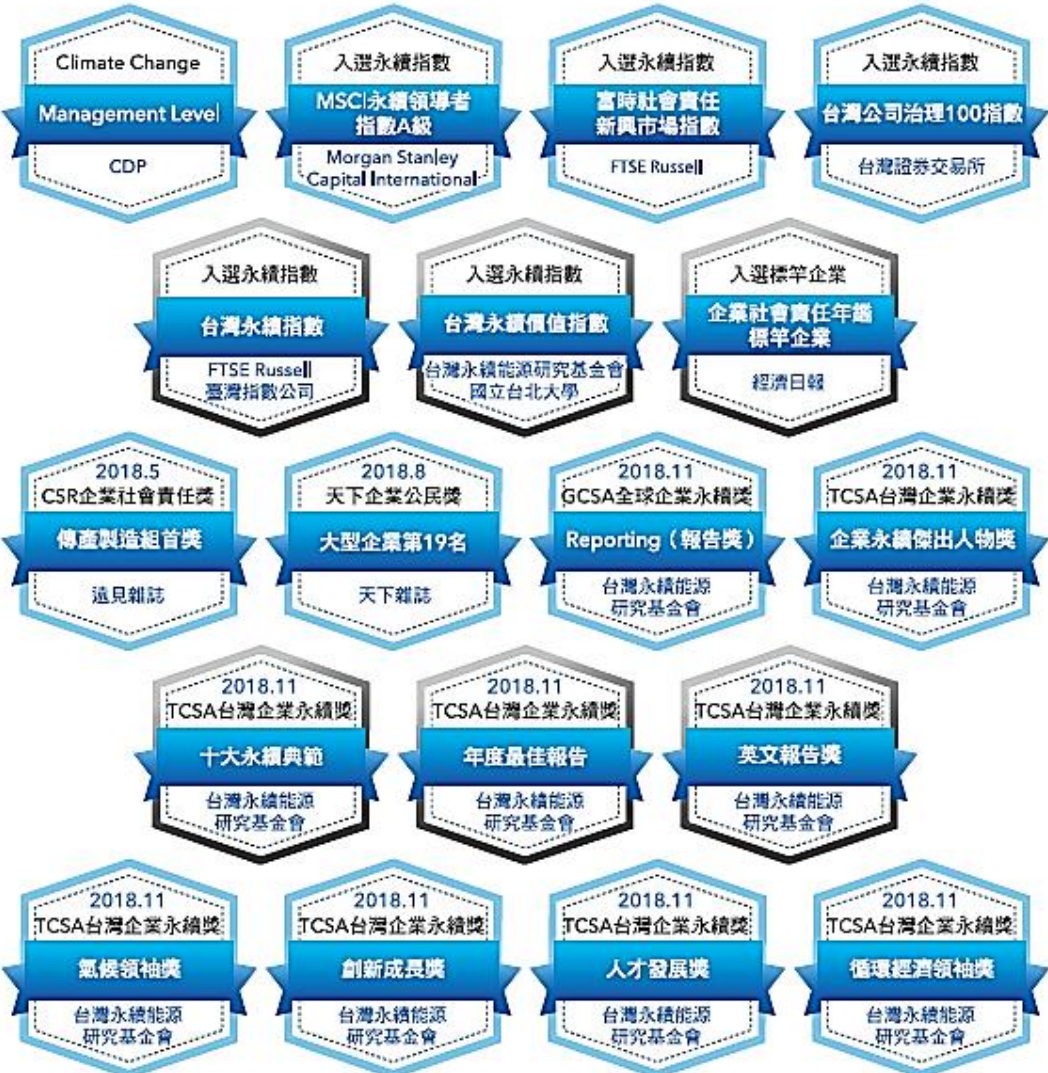 Climate Change
Management Level
CDP
入選永續指數
MSCI永續領導者
指數A級
Morgan Stanley
Capital International
入選永續指數
富時社會責任
新興市場指數
FTSE Russell
入選永續指數
台灣公司治理100指數
台灣證券交易所
入選永續指數
台灣永續指數
FTSE Russell
臺灣指數公司
入選永續指數
台灣永續價值指數
台灣永續能源研究基金會
國立台北大學
入選標竿企業
企業社會責任年鑑
標竿企業
經濟日報
2018.5
CSR企業社會責任獎
傳產製造組首獎
遠見雜誌
2018.8
天下企業公民獎
大型企業第19名
天下雜誌
2018.11
GCSA全球企業永續獎
Reporting（報告獎）
台灣永續能源
研究基金會
2018.11
TCSA台灣企業永續獎
企業永續傑出人物獎
台灣永續能源
研究基金會
2018.11
TCSA台灣企業永續獎
十大永續典範
台灣永續能源
研究基金會
2018.11
TCSA台灣企業永續獎
年度最佳報告
台灣永續能源
研究基金會
2018.11
TCSA台灣企業永續獎
英文報告獎
台灣永續能源
研究基金會
2018.11
TCSA台灣企業永續獎
氣候領袖獎
台灣永續能源
研究基金會
2018.11
TCSA台灣企業永續獎
創新成長獎
台灣永續能源
研究基金會
2018.11
TCSA台灣企業永續獎
人才發展獎
台灣永續能源
研究基金會
2018.11
TCSA台灣企業永續獎
循環經濟領袖獎
台灣永續能源
研究基金會